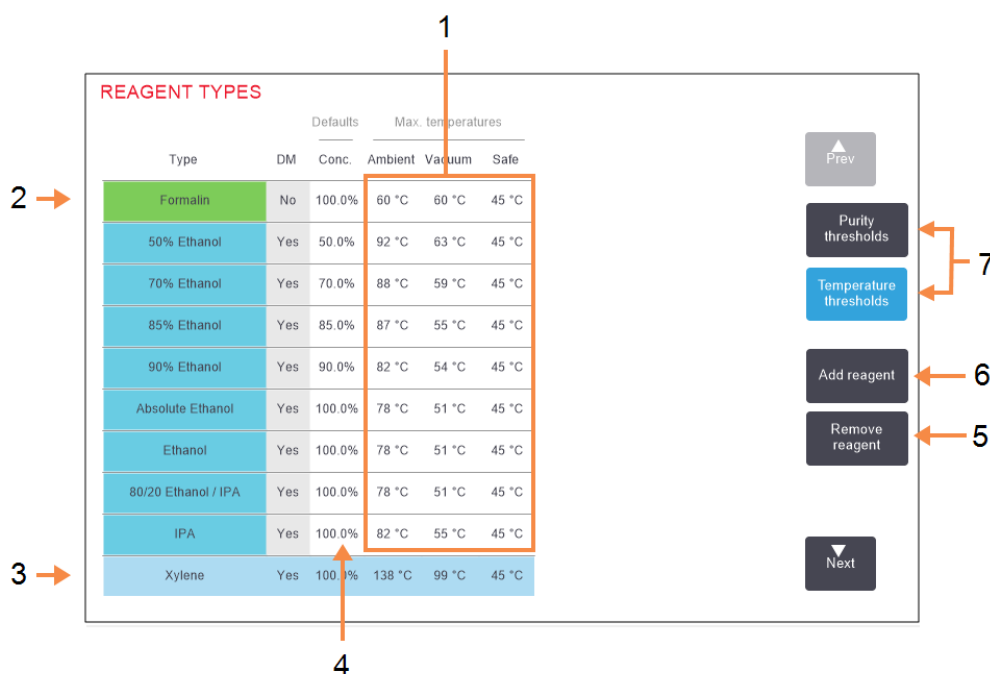 1
REAGENT TYPES
Defaults Max. temperatures
Type DM Conc. Ambient Vacuum Safe
Prev
2
Formalin No 100.0% 60 °C 60 °C 45 °C
50% Ethanol Yes 50.0% 92 °C 63 °C 45 °C
Purity
thresholds
7
70% Ethanol Yes 70.0% 88 °C 59 °C 45 °C
Temperature
thresholds
85% Ethanol Yes 85.0% 87 °C 55 °C 45 °C
90% Ethanol Yes 90.0% 82 °C 54 °C 45 °C
Add reagent 6
Absolute Ethanol Yes 100.0% 78 °C 51 °C 45 °C
Remove
reagent
5
Ethanol Yes 100.0% 78 °C 51 °C 45 °C
80/20 Ethanol / IPA Yes 100.0% 78 °C 51 °C 45 °C
IPA Yes 100.0% 82 °C 55 °C 45 °C
Next
3
Xylene Yes 100.0% 138 °C 99 °C 45 °C
4